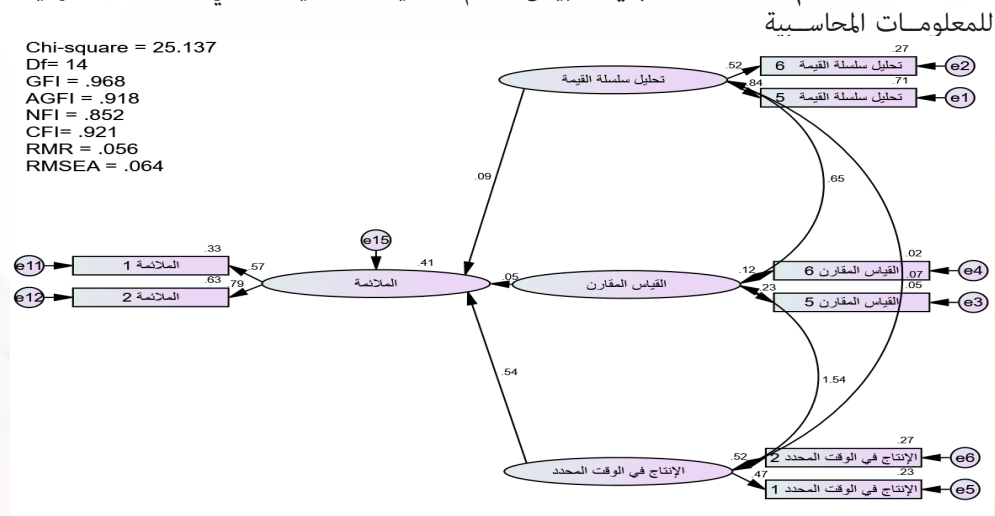 للمعلومـات المحاســبية
Chi-square = 25.137
Df= 14
GFI = .968
AGFI = .918
NFI = .852
CFI= .921
RMR = .056
RMSEA = .064
.27
تحليل سلسلة القيمة 6
e2
.52
.71
تحليل سلسلة القيمة 5
e1
.84
تحليل سلسلة القيمة
.09
.65
e15
.41
.33
الملائمة 1
e11
.57
.63
الملائمة 2
e12
.79
الملائمة
.05
القياس المقارن
.12
.02
القياس المقارن 6
e4
.07
.23
.05
القياس المقارن 5
e3
.54
1.54
الإنتاج في الوقت المحدد
.52
.27
الإنتاج في الوقت المحدد 2
e6
.47
.23
الإنتاج في الوقت المحدد 1
e5